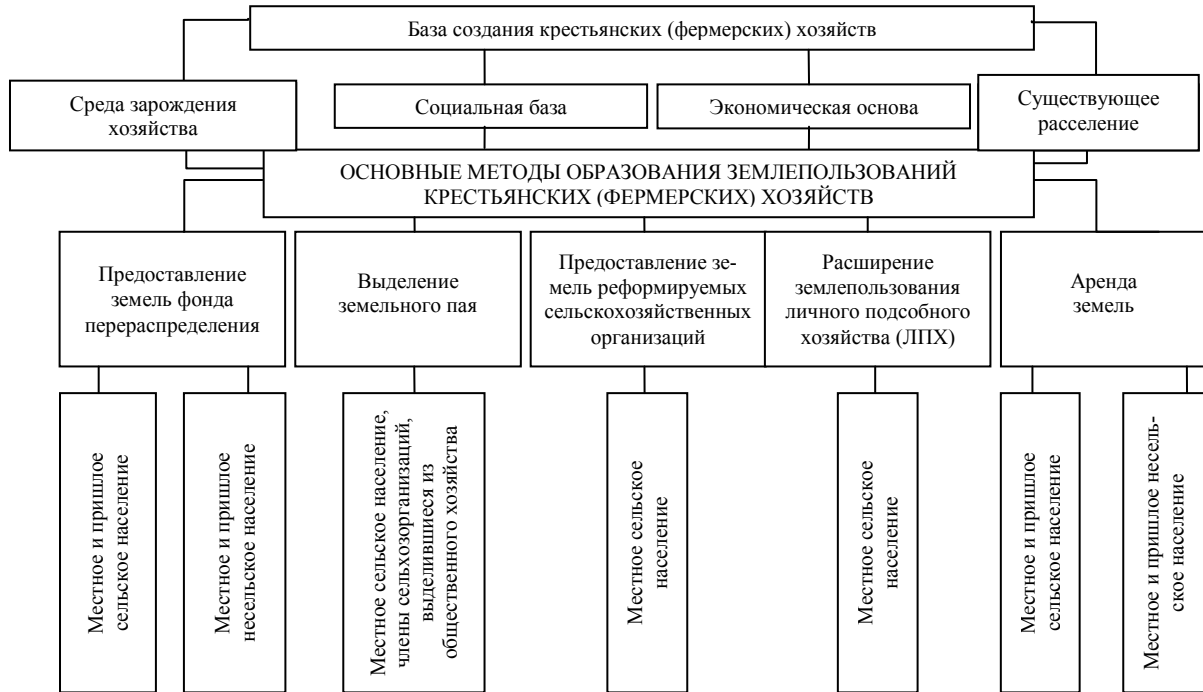 База создания крестьянских (фермерских) хозяйств
Среда зарождения
хозяйства
Социальная база
Экономическая основа
Существующее
расселение
ОСНОВНЫЕ МЕТОДЫ ОБРАЗОВАНИЯ ЗЕМЛЕПОЛЬЗОВАНИЙ
КРЕСТЬЯНСКИХ (ФЕРМЕРСКИХ) ХОЗЯЙСТВ
Предоставление
земель фонда
перераспределения
Выделение
земельного пая
Предоставление зе-
мель реформируемых
сельскохозяйственных
организаций
Расширение
землепользования
личного подсобного
хозяйства (ЛПХ)
Аренда
земель
Местное и пришлое
сельское население
Местное и пришлое
несельское население
Местное сельское население,
члены сельхозорганизаций,
выделившиеся из
общественного хозяйства
Местное сельское
население
Местное сельское
население
Местное и пришлое
сельское население
Местное и пришлое несель-
ское население